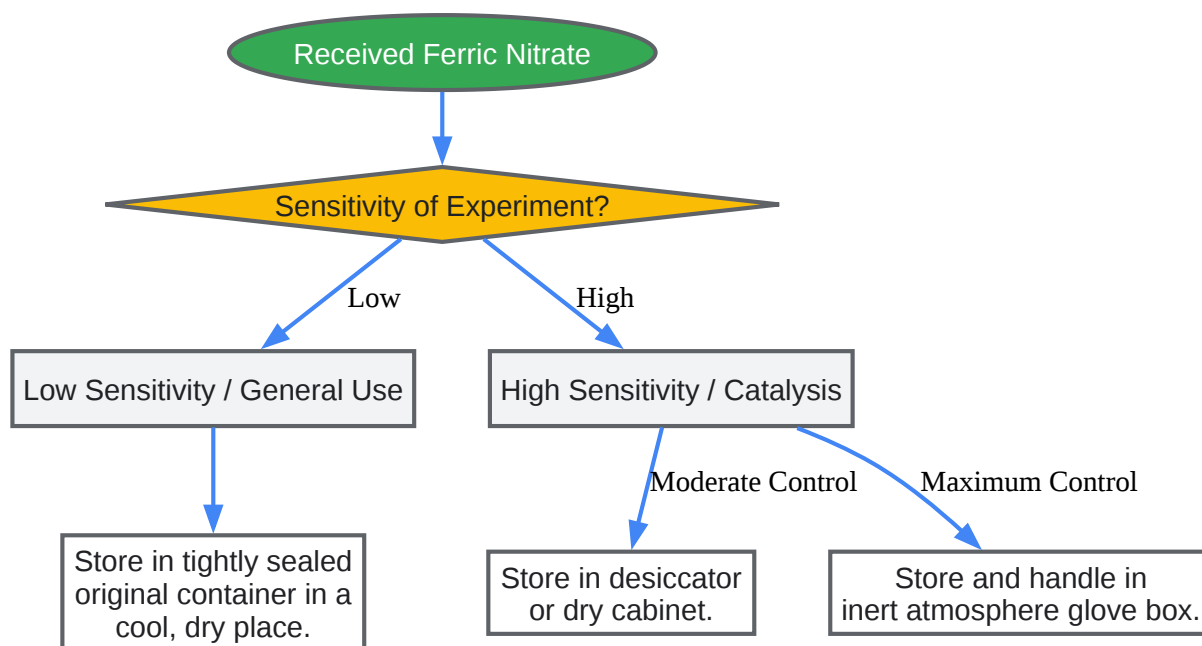 Received Ferric Nitrate
Sensitivity of Experiment?
Low
High
Low Sensitivity / General Use
High Sensitivity / Catalysis
Moderate Control
Maximum Control
Store in tightly sealed
original container in a
cool, dry place.
Store in desiccator
or dry cabinet.
Store and handle in
inert atmosphere glove box.